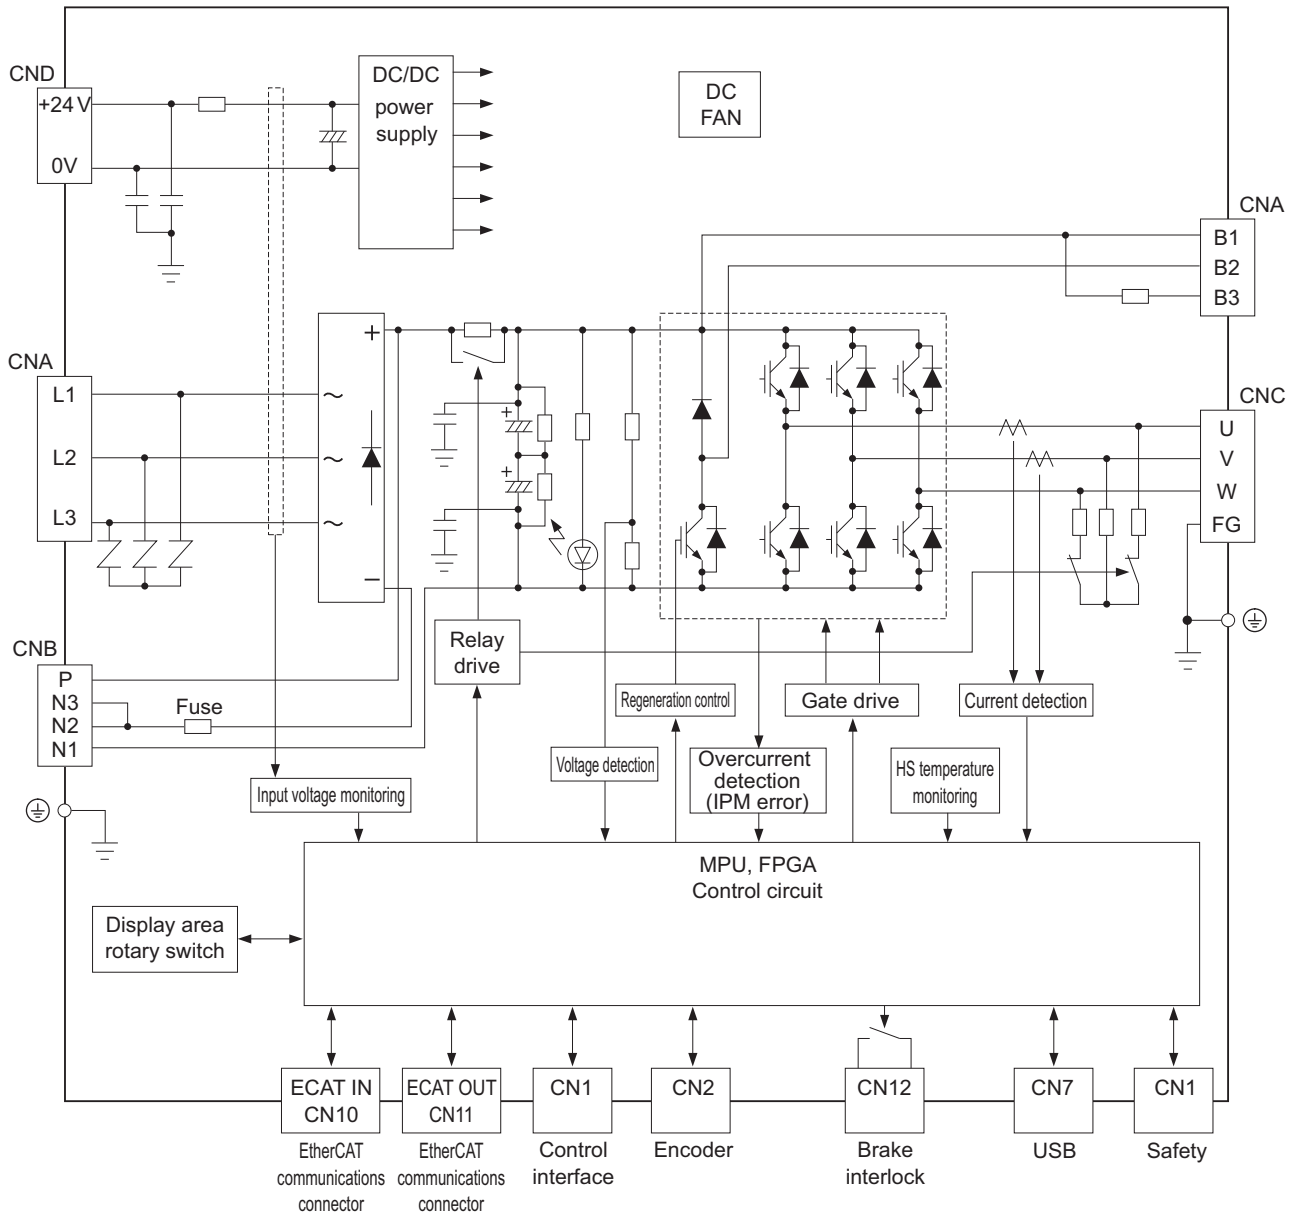 CND
+24 V
0V
DC/DC
power
supply
DC
FAN
CNA
B1
B2
B3
CNA
L1
L2
L3
+
−
~
~
~
+
+
CNC
U
V
W
FG
CNB
P
N3
N2
N1
Fuse
Relay
drive
Regeneration control
Gate drive
Current detection
Input voltage monitoring
Voltage detection
Overcurrent
detection
(IPM error)
HS temperature
monitoring
MPU, FPGA
Control circuit
Display area
rotary switch
ECAT IN
CN10
ECAT OUT
CN11
CN1
CN2
CN12
CN7
CN1
EtherCAT
communications
connector
EtherCAT
communications
connector
Control
interface
Encoder
Brake
interlock
USB
Safety